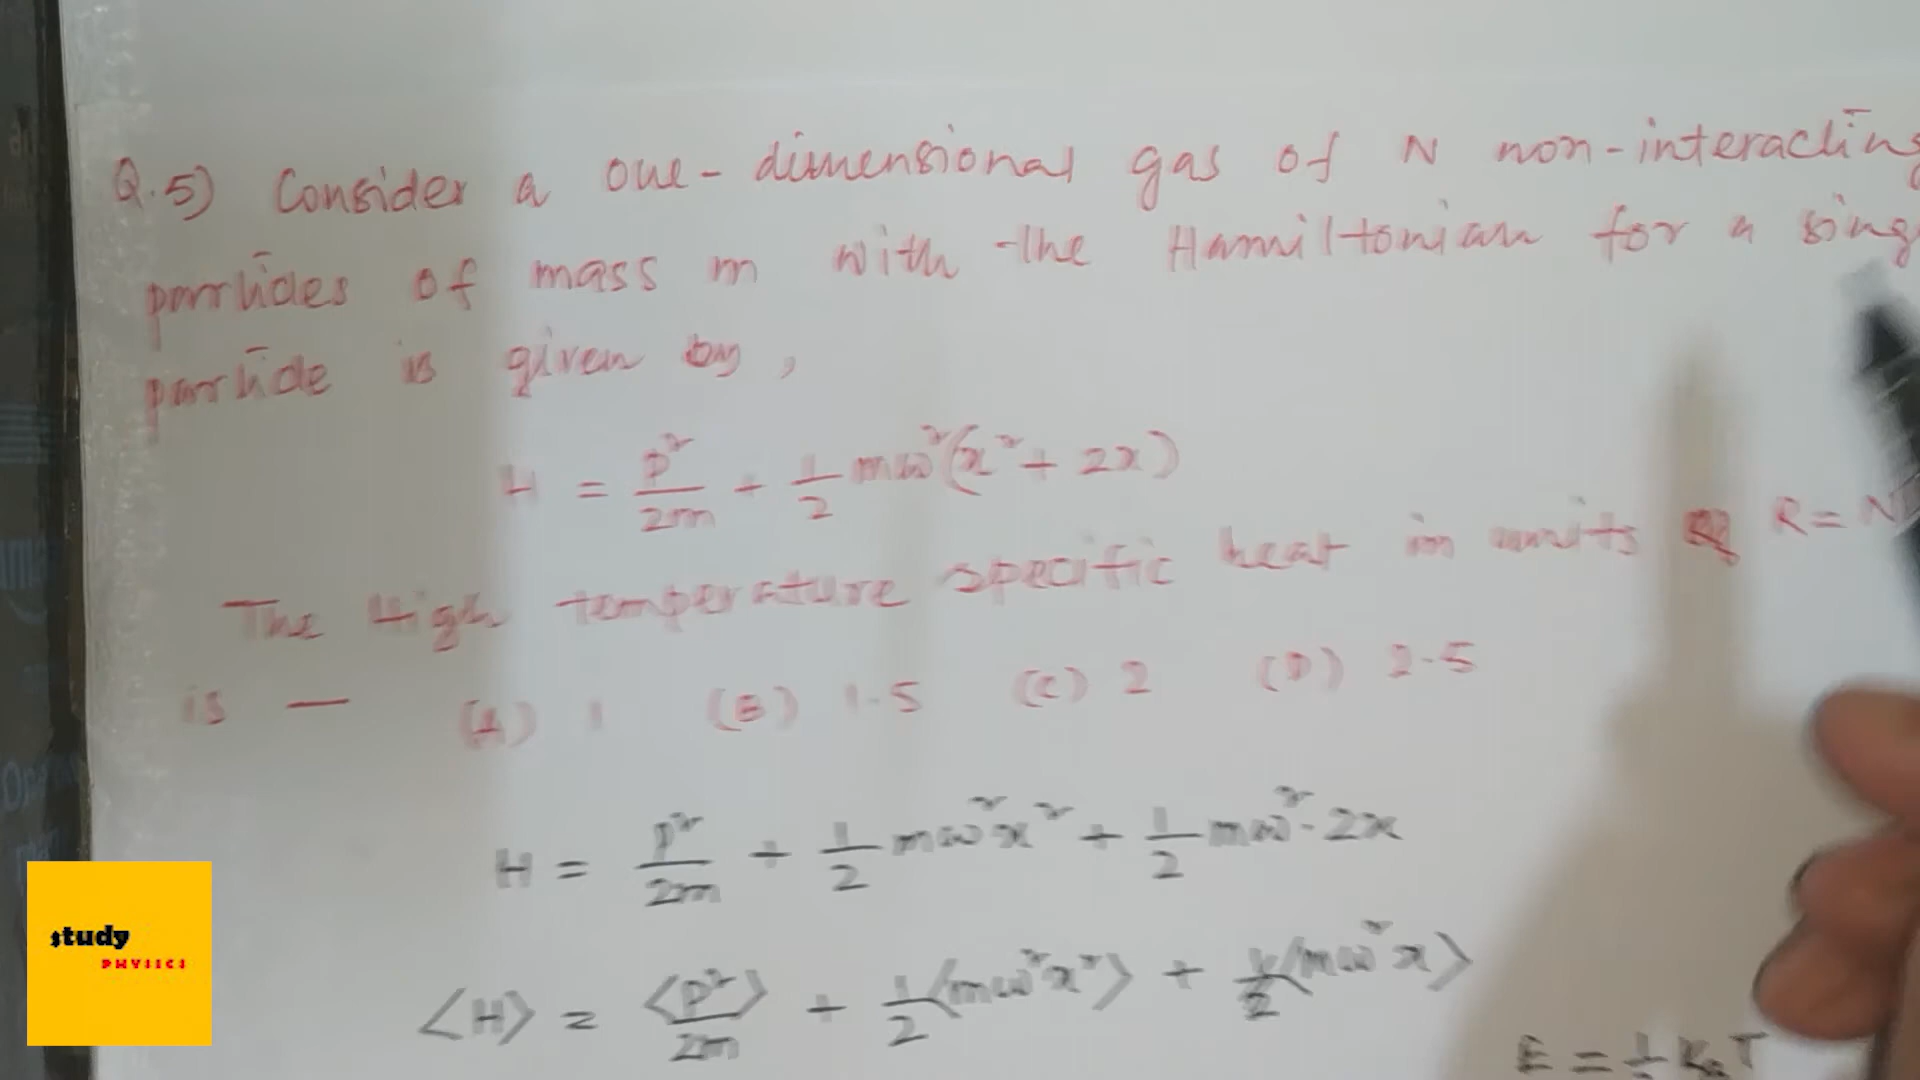 Q.5) Consider a one-dimensional gas of N non-interacting
particles of mass m with the Hamiltonian for a sing
particle is given by,
H = p²/2m + 1/2 mω²(x² + 2x)
The High temperature specific heat in units of R = N
is — (A) 1 (B) 1.5 (C) 2 (D) 2.5
H = p²/2m + 1/2 mω²x² + 1/2 mω²·2x
⟨H⟩ = ⟨p²⟩/2m + 1/2⟨mω²x²⟩ + ⟨mω²x⟩
study
PHYSICS